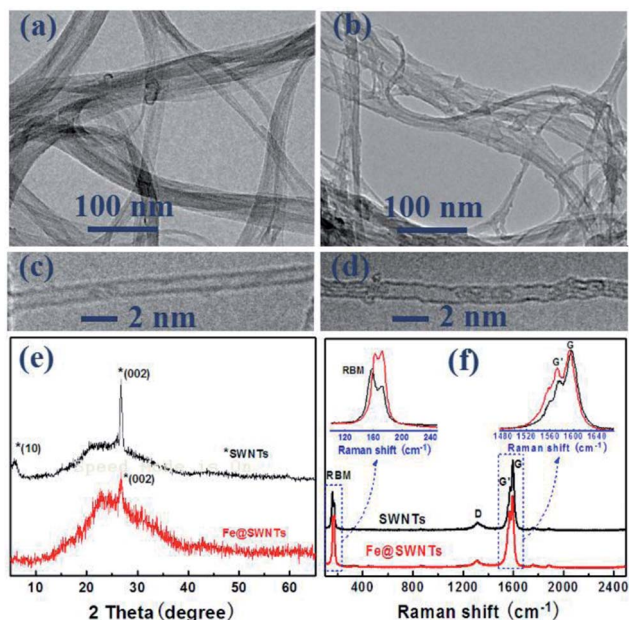 (a)
100 nm
(b)
100 nm
(c)
2 nm
(d)
2 nm
(e)
*(002)
*(10)
*SWNTs
*(002)
Fe@SWNTs
10 20 30 40 50 60
2 Theta (degree)
(f)
RBM
120 160 200 240
Raman shift (cm-1)
G
G'
1480 1520 1560 1600 1640
Raman shift (cm-1)
RBM
G
G'
D
SWNTs
Fe@SWNTs
400 800 1200 1600 2000 2400
Raman shift (cm-1)